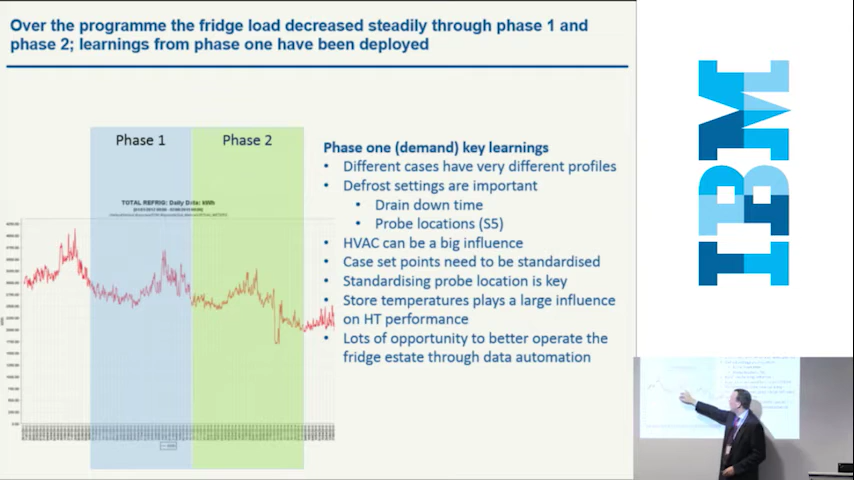 Over the programme the fridge load decreased steadily through phase 1 and
phase 2; learnings from phase one have been deployed
Phase 1
Phase 2
TOTAL REFRIG: Daily Data: kWh
Phase one (demand) key learnings
• Different cases have very different profiles
• Defrost settings are important
• Drain down time
• Probe locations (S5)
• HVAC can be a big influence
• Case set points need to be standardised
• Standardising probe location is key
• Store temperatures plays a large influence
on HT performance
• Lots of opportunity to better operate the
fridge estate through data automation
IBM